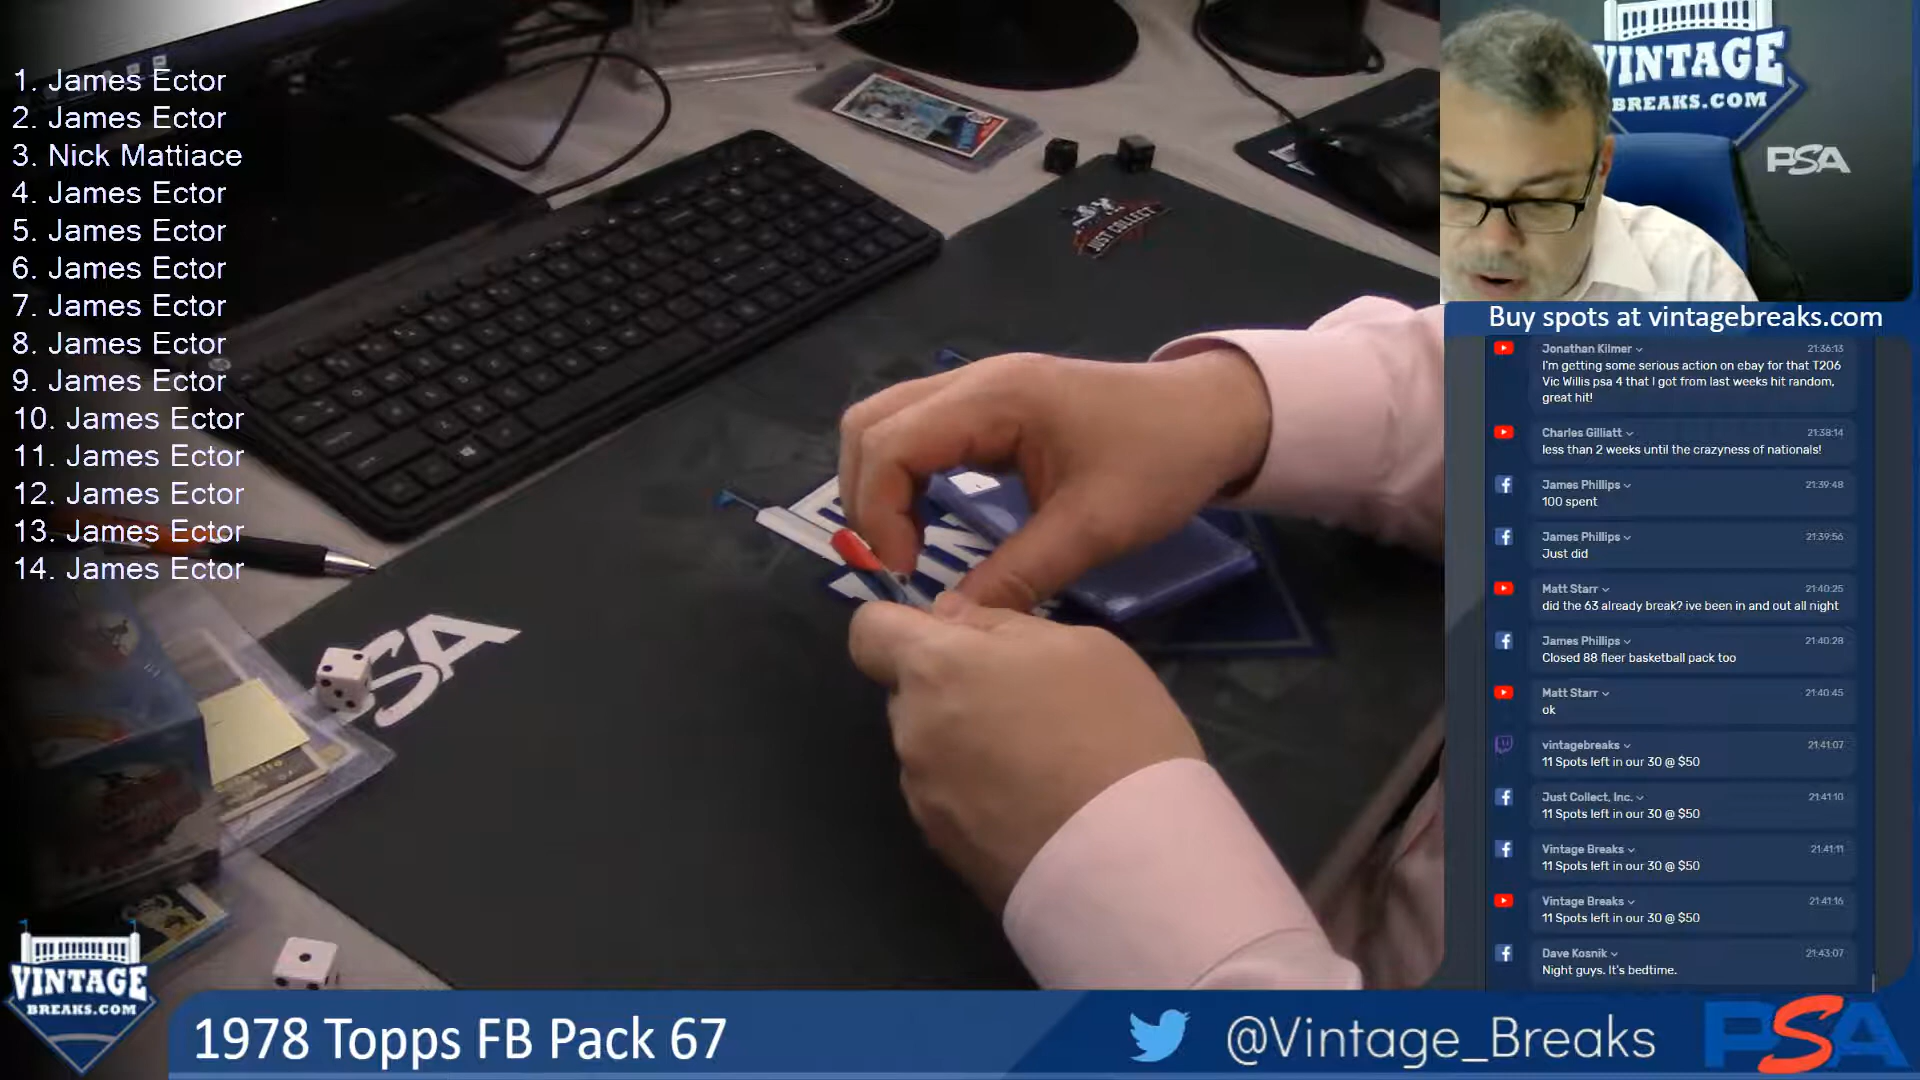 1. James Ector
2. James Ector
3. Nick Mattiace
4. James Ector
5. James Ector
6. James Ector
7. James Ector
8. James Ector
9. James Ector
10. James Ector
11. James Ector
12. James Ector
13. James Ector
14. James Ector
JUST COLLECT
PSA
VINTAGE
BREAKS.COM
1978 Topps FB Pack 67
@Vintage_Breaks
PSA
VINTAGE
BREAKS.COM
PSA
Buy spots at vintagebreaks.com
Jonathan Kilmer 21:36:13
I'm getting some serious action on ebay for that T206
Vic Willis psa 4 that I got from last weeks hit random,
great hit!
Charles Gilliatt 21:38:14
less than 2 weeks until the crazyness of nationals!
James Phillips 21:39:48
100 spent
James Phillips 21:39:56
Just did
Matt Starr 21:40:25
did the 63 already break? ive been in and out all night
James Phillips 21:40:28
Closed 88 fleer basketball pack too
Matt Starr 21:40:45
ok
vintagebreaks 21:41:07
11 Spots left in our 30 @ $50
Just Collect, Inc. 21:41:10
11 Spots left in our 30 @ $50
Vintage Breaks 21:41:11
11 Spots left in our 30 @ $50
Vintage Breaks 21:41:16
11 Spots left in our 30 @ $50
Dave Kosnik 21:43:07
Night guys. It's bedtime.